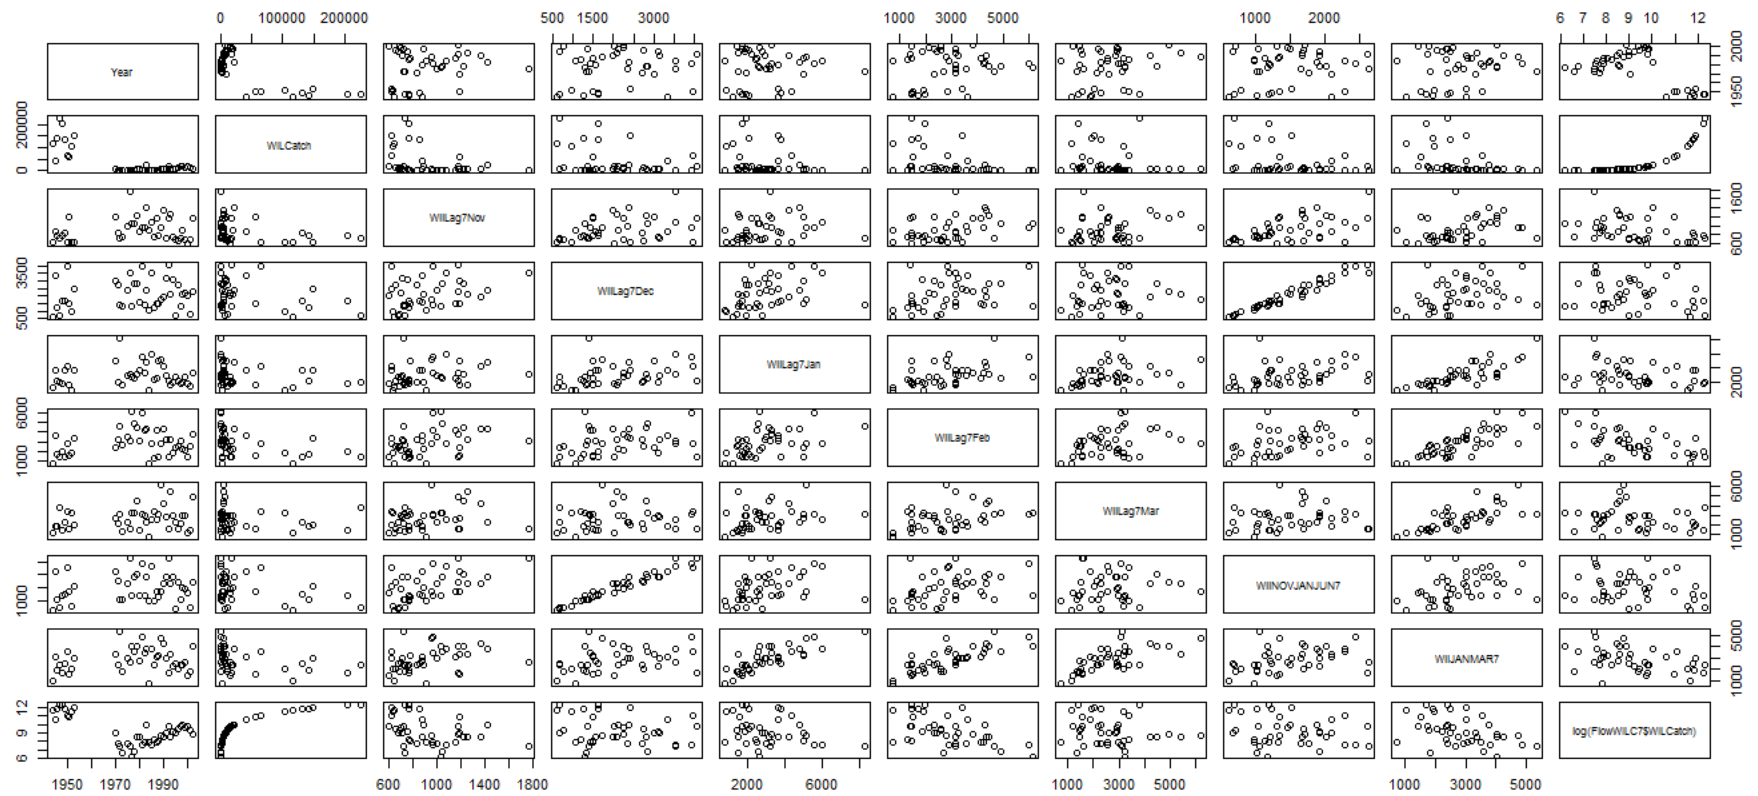 0 100000 200000 500 1500 3000 1000 3000 5000 1000 2000 6 7 8 9 10 12
Year
1950 2000
0 200000
WILCatch
WIlLag7Nov
600 1600
500 3500
WIlLag7Dec
WIlLag7Jan
2000
1000 6000
WIlLag7Feb
WIlLag7Mar
1000 6000
1000
WIlNOVJANJUN7
WIlJANMAR7
1000 5000
6 9 12
log(FlowWILC7$WILCatch)
1950 1970 1990 600 1000 1400 1800 2000 6000 1000 3000 5000 1000 3000 5000